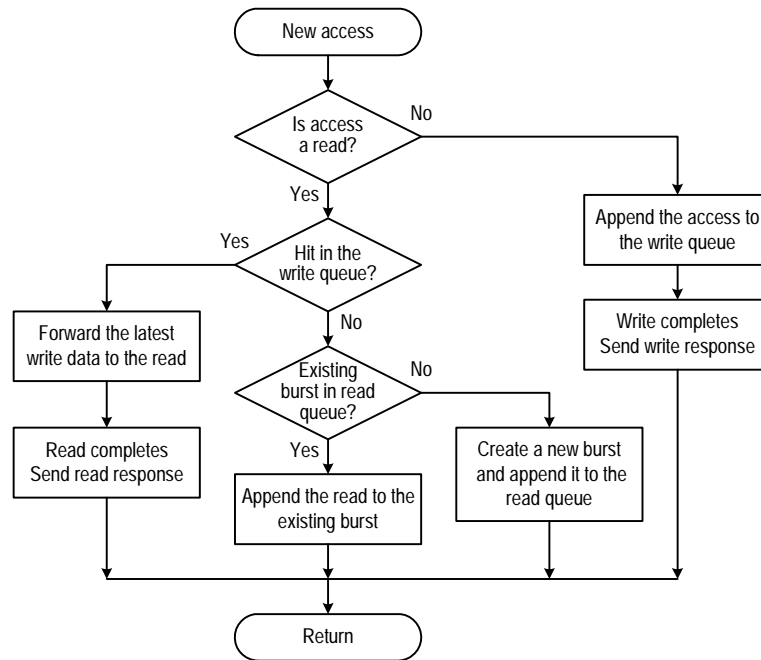 New access
Is access
a read?
No
Yes
Append the access to
the write queue
Yes
Hit in the
write queue?
No
Forward the latest
write data to the read
Write completes
Send write response
Existing
burst in read
queue?
No
Yes
Read completes
Send read response
Create a new burst
and append it to the
read queue
Append the read to the
existing burst
Return